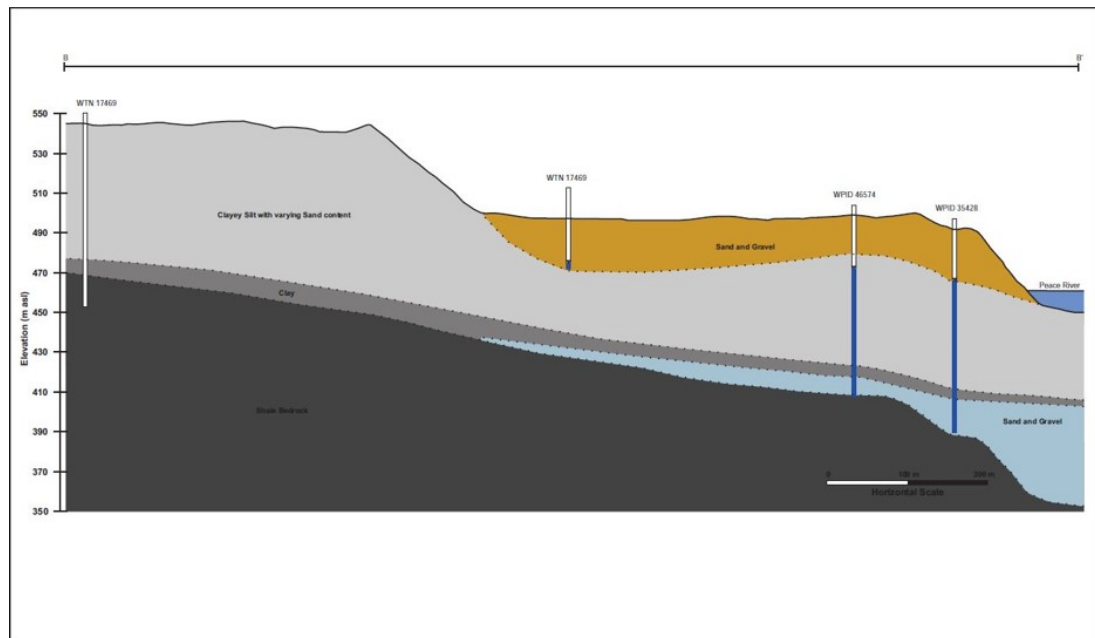 B
B'
WTN 17469
550
530
510
490
470
450
430
410
390
370
350
Elevation (m asl)
WTN 17469
WPID 46574
WPID 35428
Clayey Silt with varying Sand content
Sand and Gravel
Peace River
Clay
Shale Bedrock
Sand and Gravel
0
100 m
200 m
Horizontal Scale